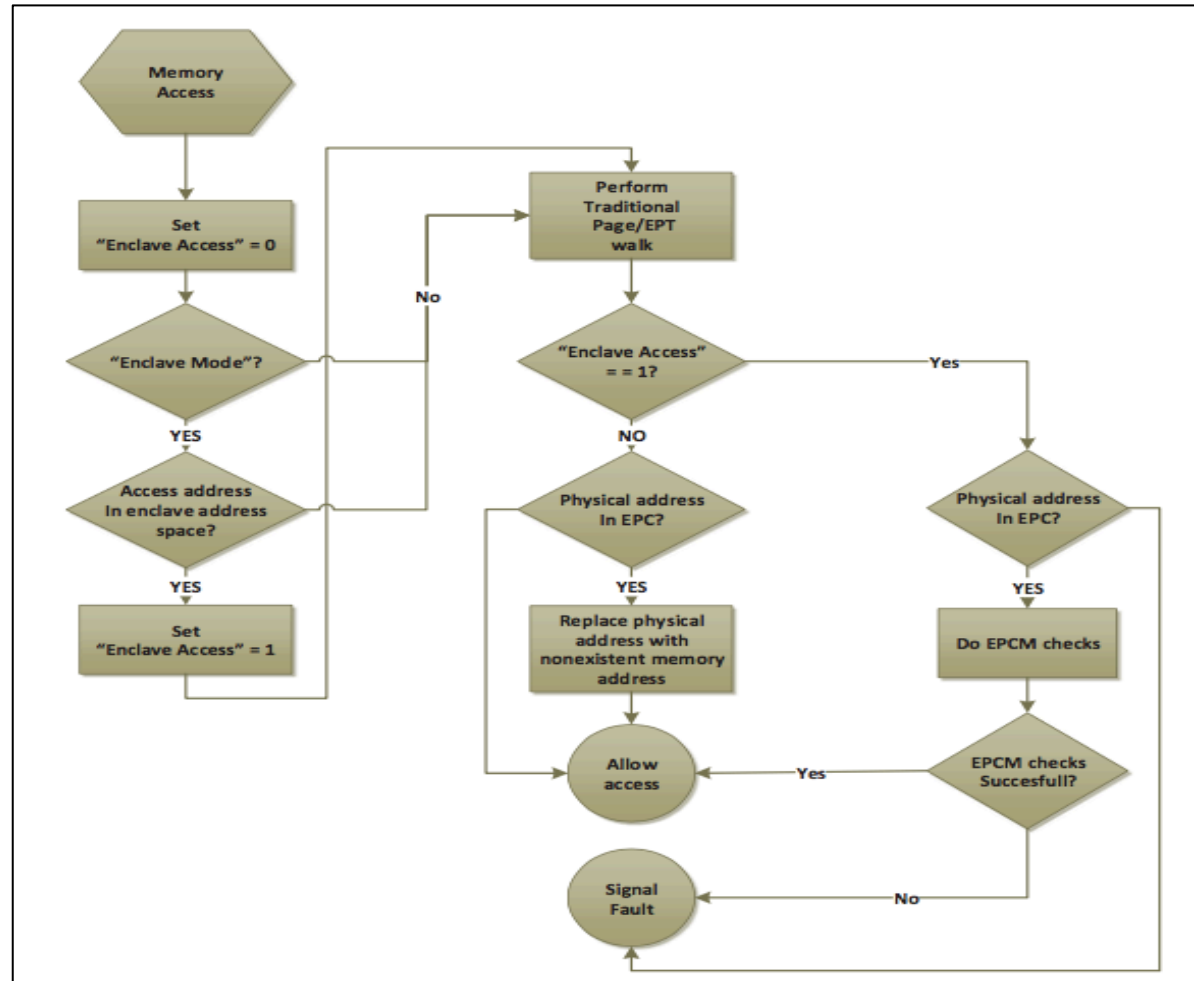 Memory
Access
Set
“Enclave Access” = 0
“Enclave Mode”?
YES
Access address
In enclave address
space?
YES
Set
“Enclave Access” = 1
No
Perform
Traditional
Page/EPT
walk
“Enclave Access”
= = 1?
Yes
NO
Physical address
In EPC?
YES
Replace physical
address with
nonexistent memory
address
Allow
access
Physical address
In EPC?
YES
Do EPCM checks
EPCM checks
Succesfull?
Yes
No
Signal
Fault